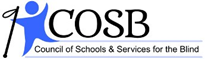 COSB
Council of Schools & Services for the Blind